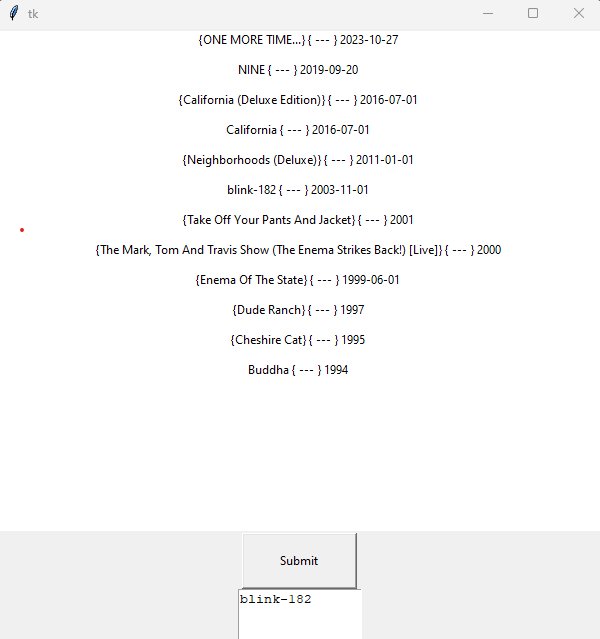 tk
{ONE MORE TIME...} { --- } 2023-10-27
NINE { --- } 2019-09-20
{California (Deluxe Edition)} { --- } 2016-07-01
California { --- } 2016-07-01
{Neighborhoods (Deluxe)} { --- } 2011-01-01
blink-182 { --- } 2003-11-01
{Take Off Your Pants And Jacket} { --- } 2001
{The Mark, Tom And Travis Show (The Enema Strikes Back!) [Live]} { --- } 2000
{Enema Of The State} { --- } 1999-06-01
{Dude Ranch} { --- } 1997
{Cheshire Cat} { --- } 1995
Buddha { --- } 1994
Submit
blink-182